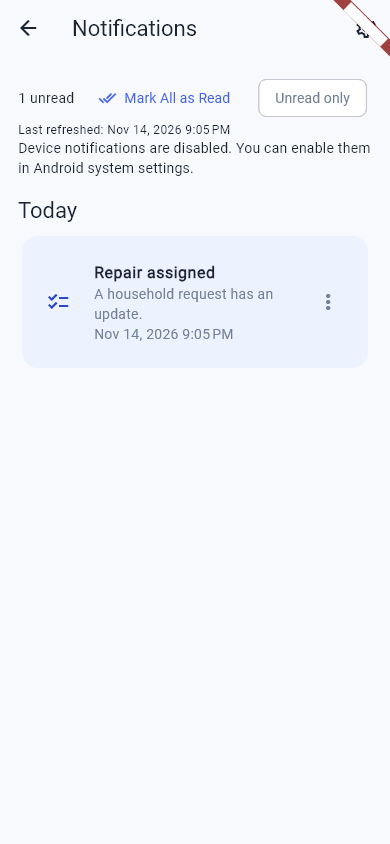 Notifications
1 unread
Mark All as Read
Unread only
Last refreshed: Nov 14, 2026 9:05 PM
Device notifications are disabled. You can enable them
in Android system settings.
Today
Repair assigned
A household request has an
update.
Nov 14, 2026 9:05 PM